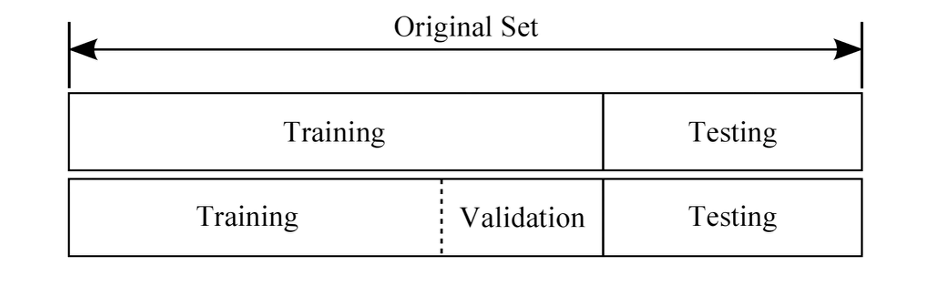 Original Set
Training Testing
Training Validation Testing